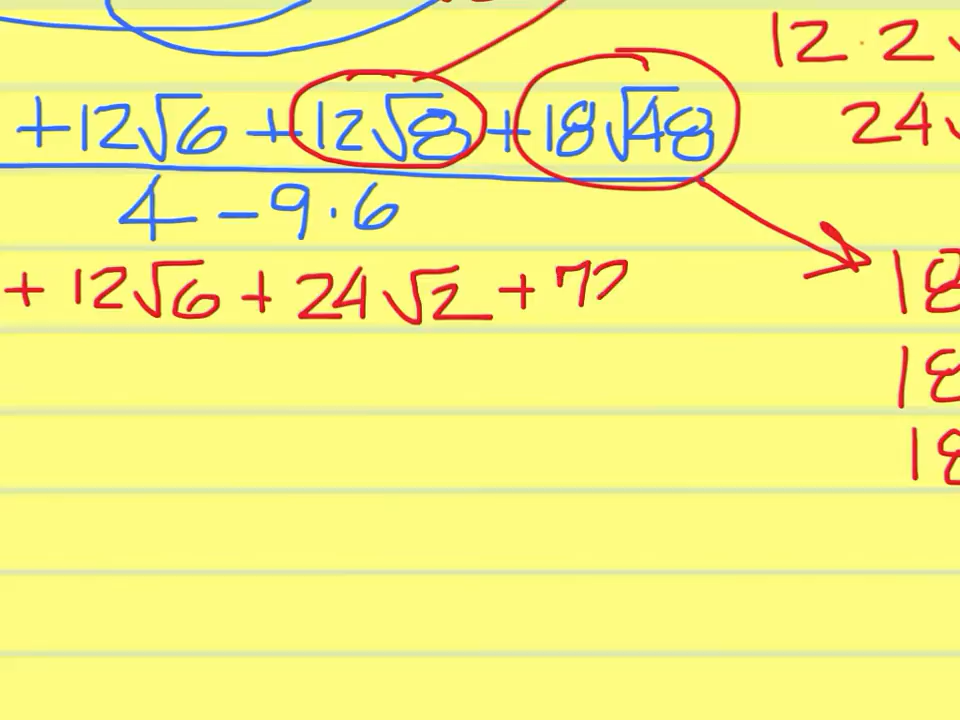 12 · 2√
+12√6 + 12√8 + 18√48
24√
4 - 9 · 6
+ 12√6 + 24√2 + 72
18
18
18